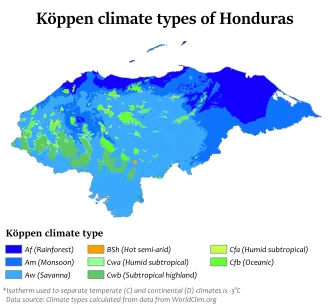 Köppen climate types of Honduras
Köppen climate type
Af (Rainforest)
BSh (Hot semi-arid)
Cfa (Humid subtropical)
Am (Monsoon)
Cwa (Humid subtropical)
Cfb (Oceanic)
Aw (Savanna)
Cwb (Subtropical highland)
*Isotherm used to separate temperate (C) and continental (D) climates is -3°C
Data source: Climate types calculated from data from WorldClim.org